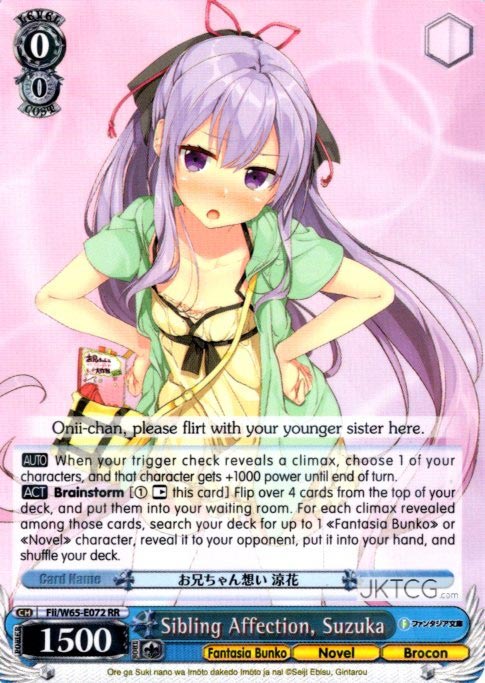 LEVEL
0
0
COST
Onii-chan, please flirt with your younger sister here.
AUTO When your trigger check reveals a climax, choose 1 of your
characters, and that character gets +1000 power until end of turn.
ACT Brainstorm [① this card] Flip over 4 cards from the top of your
deck, and put them into your waiting room. For each climax revealed
among those cards, search your deck for up to 1 «Fantasia Bunko» or
«Novel» character, reveal it to your opponent, put it into your hand, and
shuffle your deck.
Card Name お兄ちゃん想い 涼花
JKTCG.com
CH Fii/W65-E072 RR
POWER 1500 SOUL Sibling Affection, Suzuka ファンタジア文庫
Fantasia Bunko Novel Brocon
Ore ga Suki nano wa Imōto dakedo Imōto ja nai ©Seiji Ebisu, Gintarou